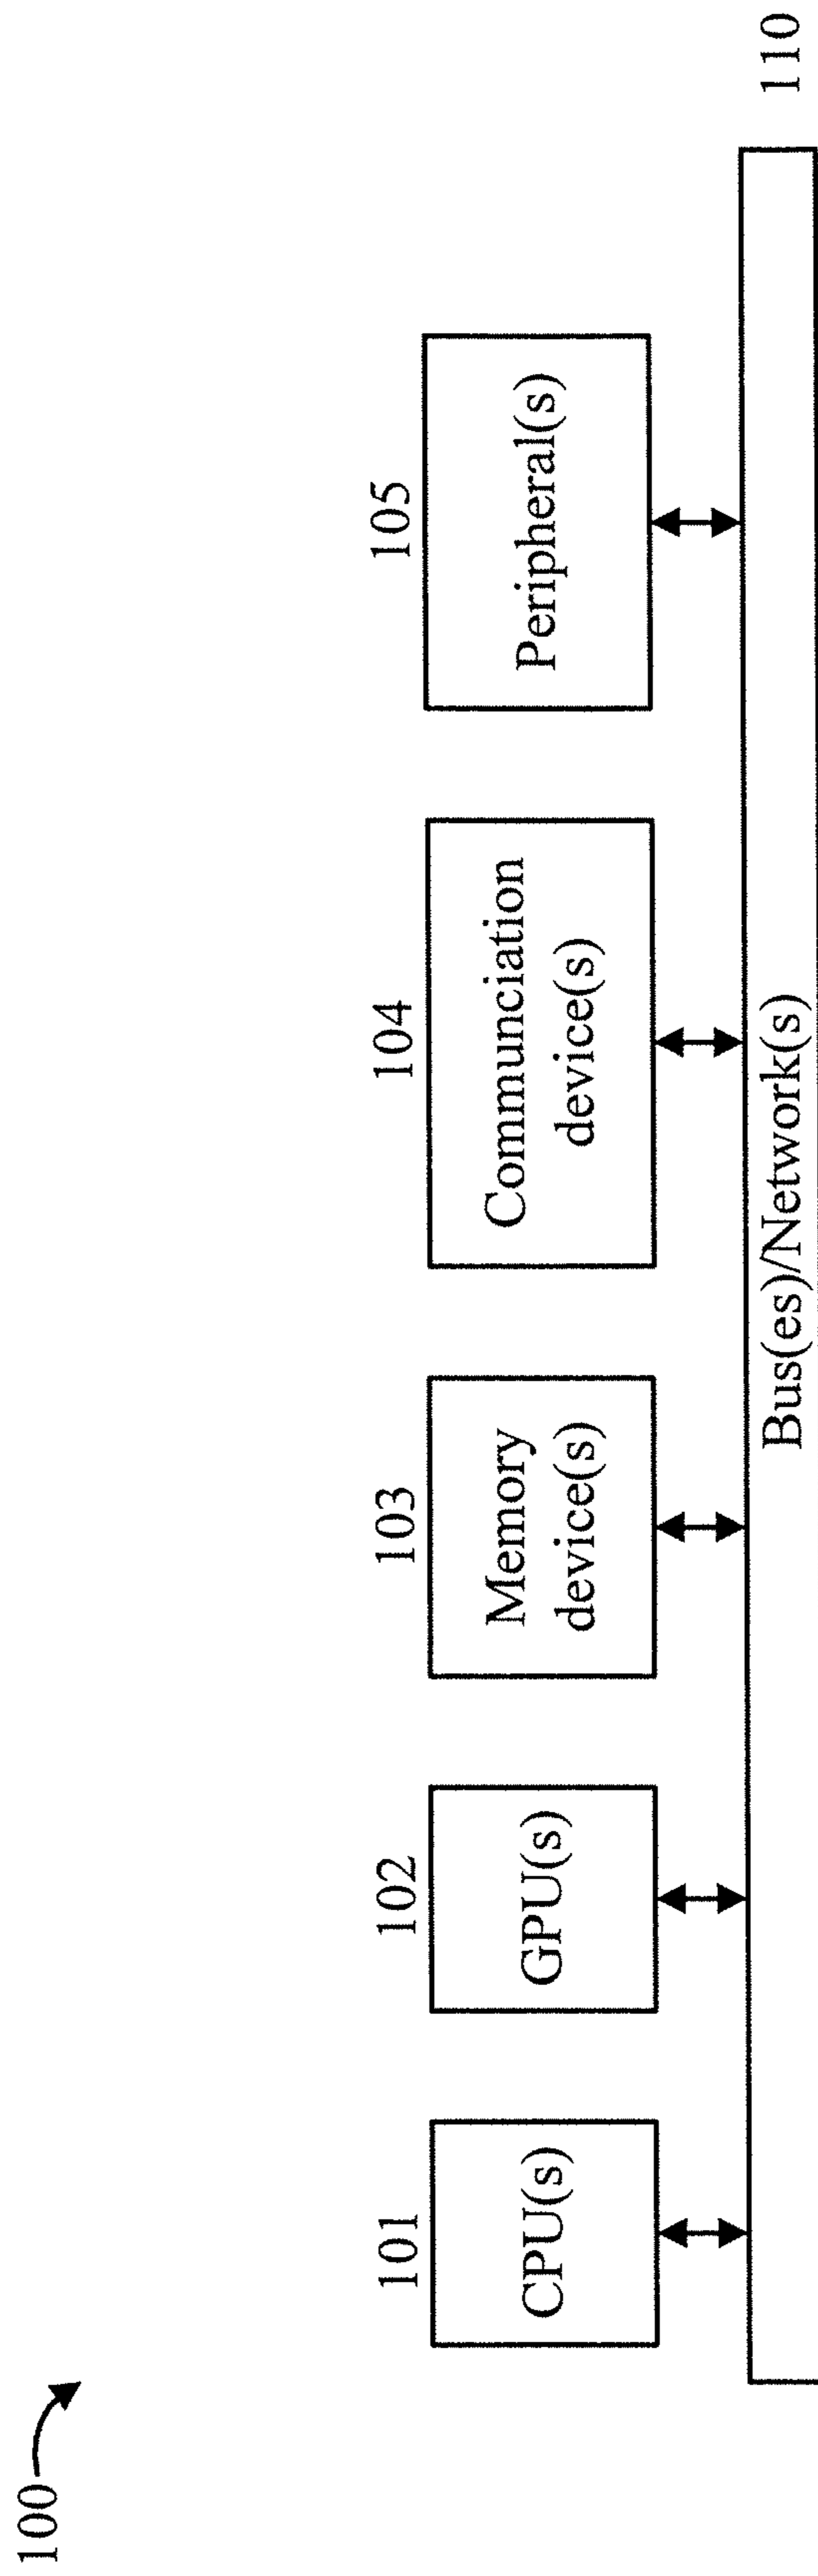 100
101
CPU(s)
102
GPU(s)
103
Memory
device(s)
104
Communciation
device(s)
105
Peripheral(s)
Bus(es)/Network(s)
110